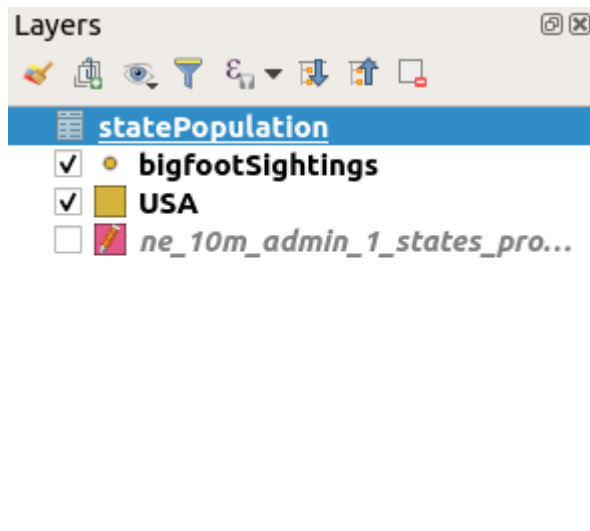 Layers
statePopulation
bigfootSightings
USA
ne_10m_admin_1_states_pro...